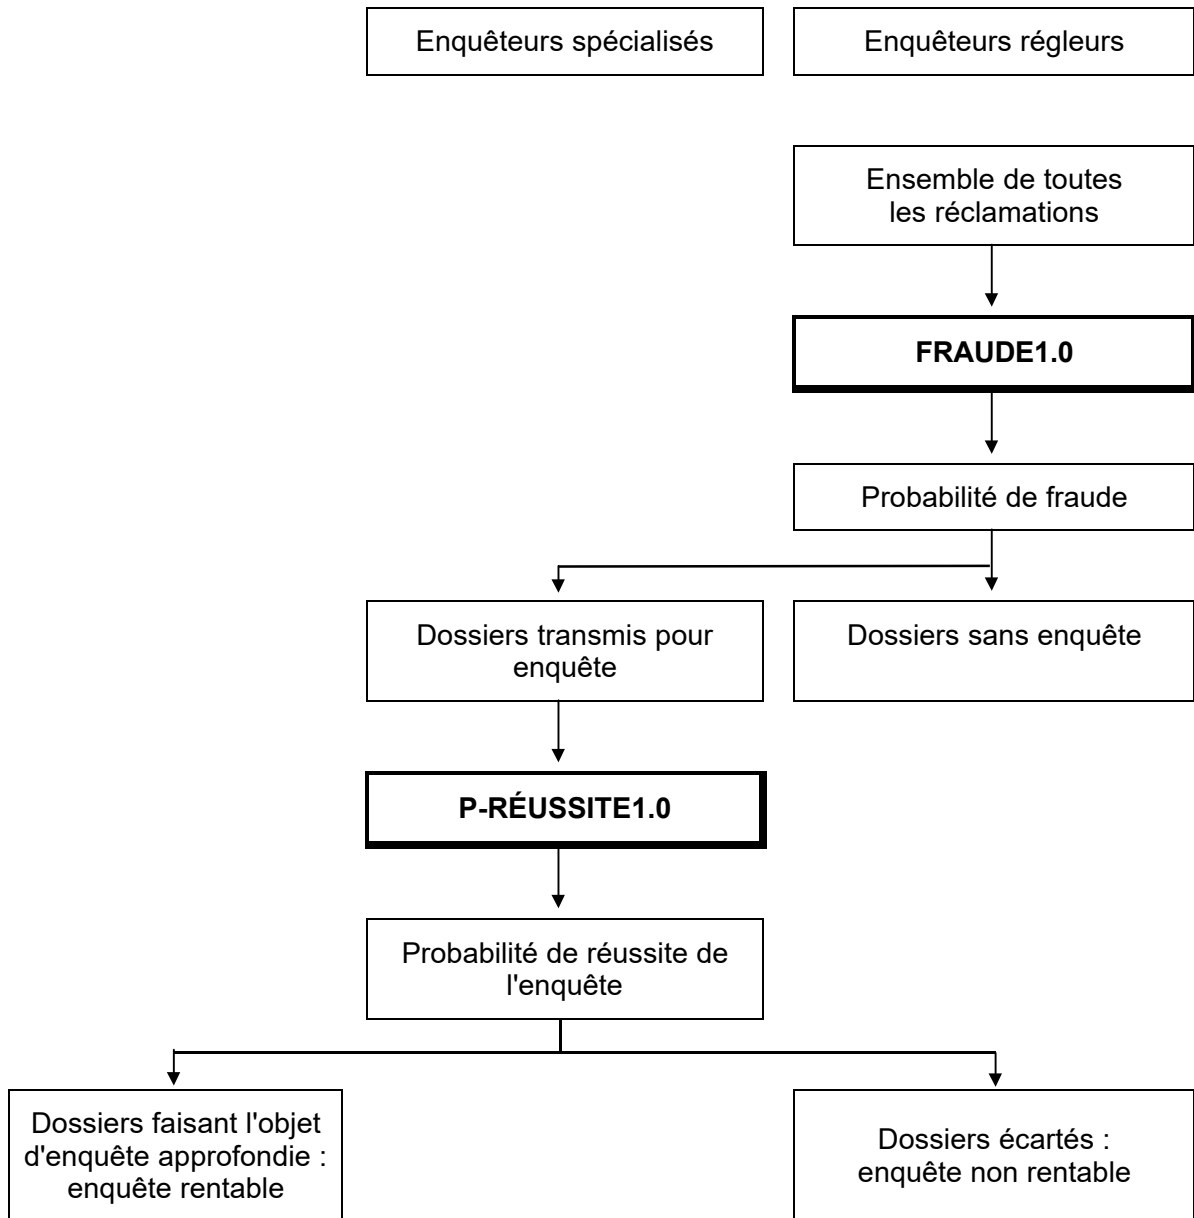 Enquêteurs spécialisés
Enquêteurs régleurs
Ensemble de toutes
les réclamations
FRAUDE1.0
Probabilité de fraude
Dossiers transmis pour
enquête
Dossiers sans enquête
P-RÉUSSITE1.0
Probabilité de réussite de
l'enquête
Dossiers faisant l'objet
d'enquête approfondie :
enquête rentable
Dossiers écartés :
enquête non rentable